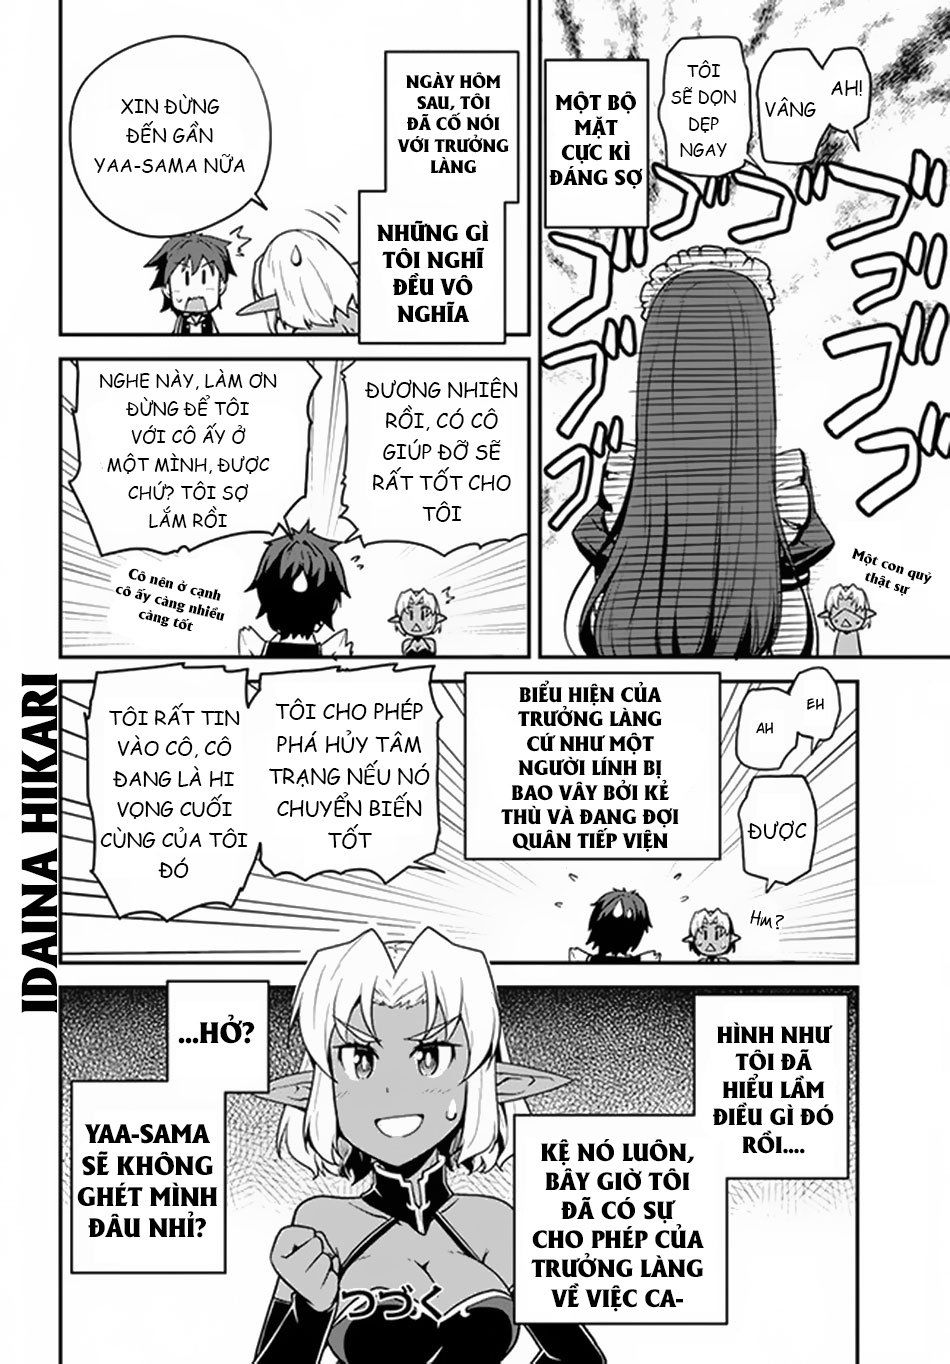 AH!
VÂNG
TÔI
SẼ DỌN
DẸP
NGAY
MỘT BỘ
MẶT
CỰC KÌ
ĐÁNG SỢ
ゴゴゴゴ
ゴゴゴ
Một con quỷ
thật sự
NGÀY HÔM
SAU, TÔI
ĐÃ CỐ NÓI
VỚI TRƯỞNG
LÀNG
NHỮNG GÌ
TÔI NGHĨ
ĐỀU VÔ
NGHĨA
XIN ĐỪNG
ĐẾN GẦN
YAA-SAMA NỮA
ĐƯƠNG NHIÊN
RỒI, CÓ CÔ
GIÚP ĐỠ SẼ
RẤT TỐT CHO
TÔI
NGHE NÀY, LÀM ƠN
ĐỪNG ĐỂ TÔI
VỚI CÔ ẤY Ở
MỘT MÌNH, ĐƯỢC
CHỨ? TÔI SỢ
LẮM RỒI
Cô nên ở cạnh
cô ấy càng nhiều
càng tốt
EH
AH
ĐƯỢC
Hm?
BIỂU HIỆN CỦA
TRƯỞNG LÀNG
CỨ NHƯ MỘT
NGƯỜI LÍNH BỊ
BAO VÂY BỞI KẺ
THÙ VÀ ĐANG ĐỢI
QUÂN TIẾP VIỆN
TÔI CHO PHÉP
PHÁ HỦY TÂM
TRẠNG NẾU NÓ
CHUYỂN BIẾN
TỐT
TÔI RẤT TIN
VÀO CÔ, CÔ
ĐANG LÀ HI
VỌNG CUỐI
CÙNG CỦA TÔI
ĐÓ
IDAINA HIKARI
HÌNH NHƯ
TÔI ĐÃ
HIỂU LẦM
ĐIỀU GÌ ĐÓ
RỒI....
KỆ NÓ LUÔN,
BÂY GIỜ TÔI
ĐÃ CÓ SỰ
CHO PHÉP CỦA
TRƯỞNG LÀNG
VỀ VIỆC CA-
...HỞ?
YAA-SAMA
SẼ KHÔNG
GHÉT MÌNH
ĐÂU NHỈ?
つづく